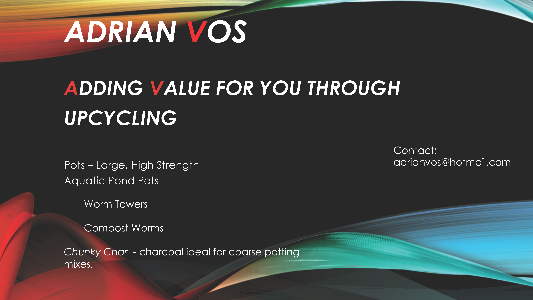 ADRIAN VOS
ADDING VALUE FOR YOU THROUGH
UPCYCLING
Contact:
adrianvos@hotmail.com
Pots – Large, High Strength
Aquatic Pond Pots
Worm Towers
Compost Worms
Chunky Char - charcoal ideal for coarse potting
mixes.